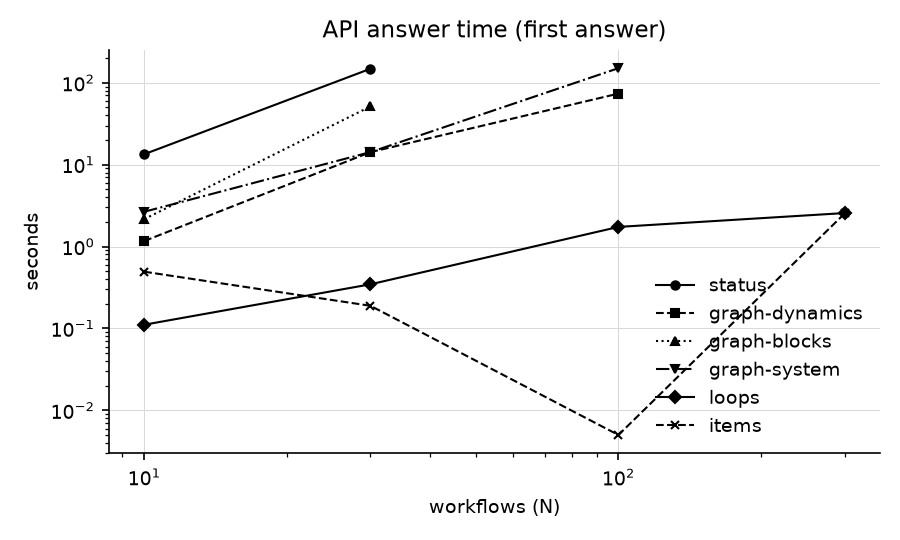 API answer time (first answer)
10²
10¹
10⁰
10⁻¹
10⁻²
seconds
status
graph-dynamics
graph-blocks
graph-system
loops
items
10¹
10²
workflows (N)